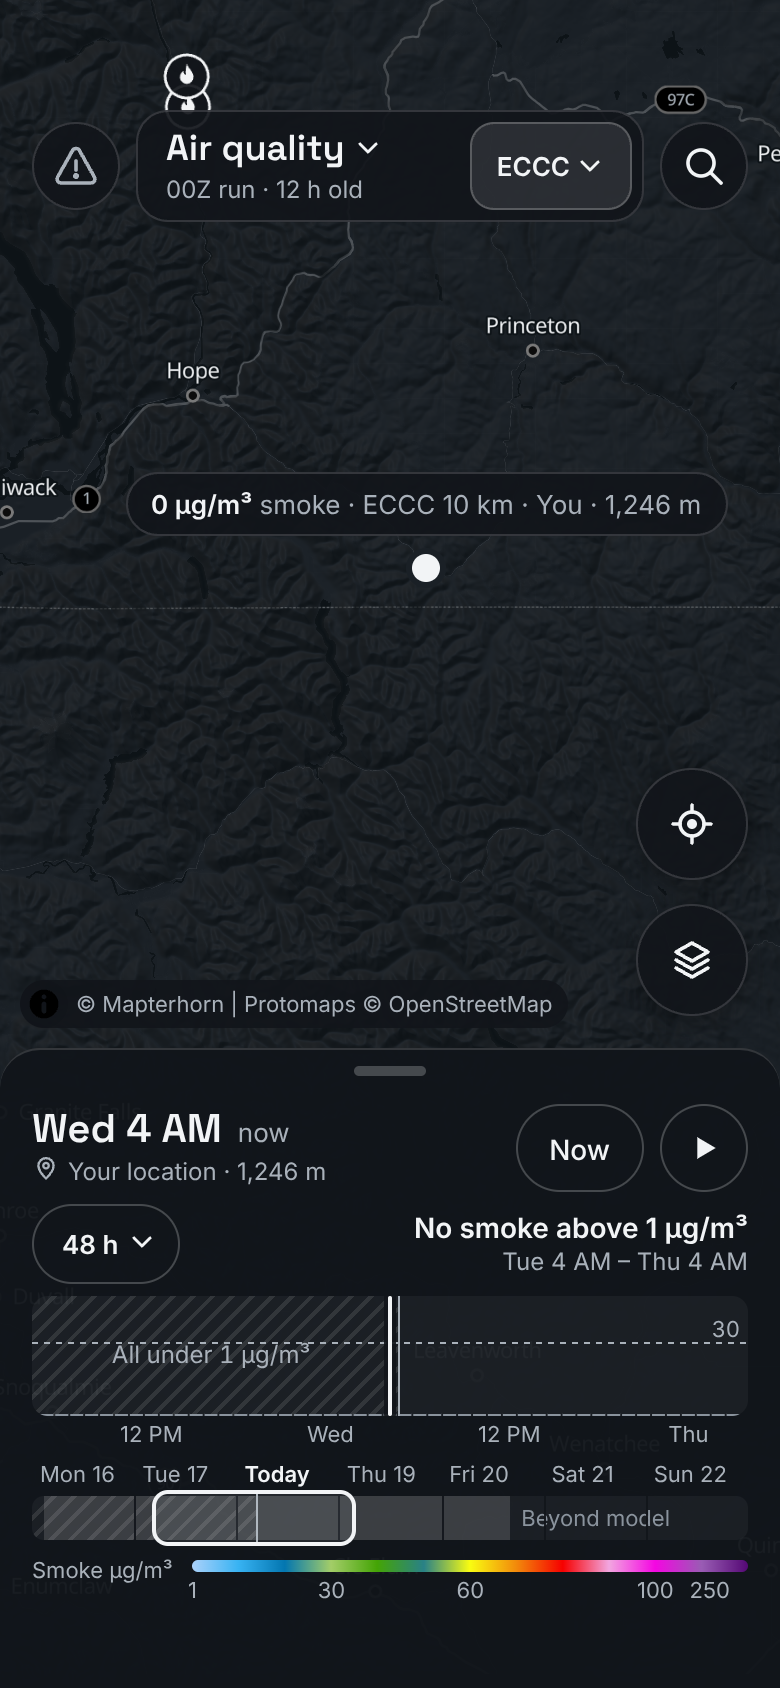 97C
Air quality
ECCC
00Z run · 12 h old
Pe
Princeton
Hope
iwack
1
0 µg/m³ smoke · ECCC 10 km · You · 1,246 m
© Mapterhorn | Protomaps © OpenStreetMap
Wed 4 AM now
Now
Your location · 1,246 m
48 h
No smoke above 1 µg/m³
Tue 4 AM – Thu 4 AM
30
All under 1 µg/m³
Leavenworth
12 PM Wed 12 PM Thu
Wenatchee
Mon 16 Tue 17 Today Thu 19 Fri 20 Sat 21 Sun 22
Beyond model
Smoke µg/m³
Enumclaw
1 30 60 100 250